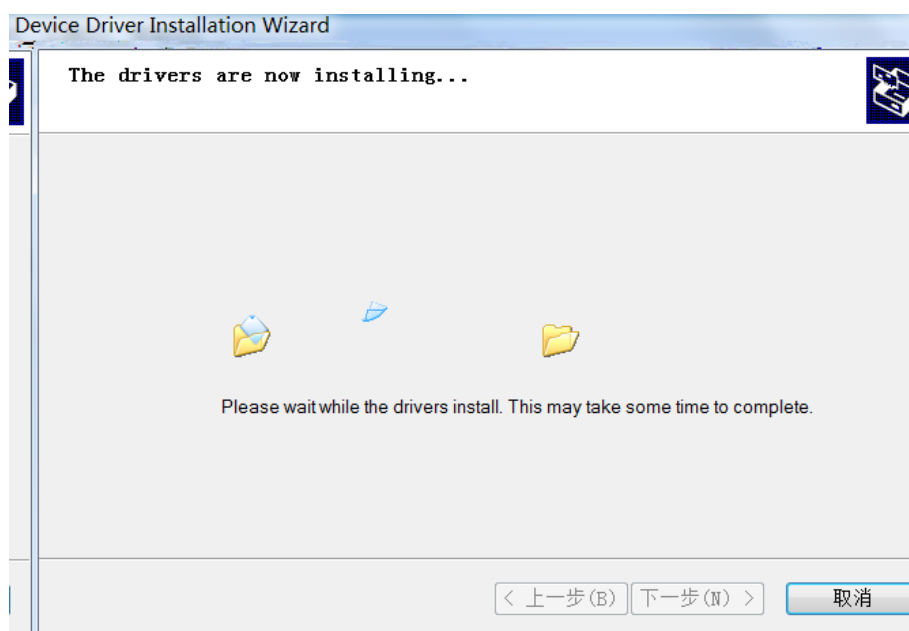 Device Driver Installation Wizard
The drivers are now installing...
Please wait while the drivers install. This may take some time to complete.
< 上一步(B) 下一步(N) > 取消